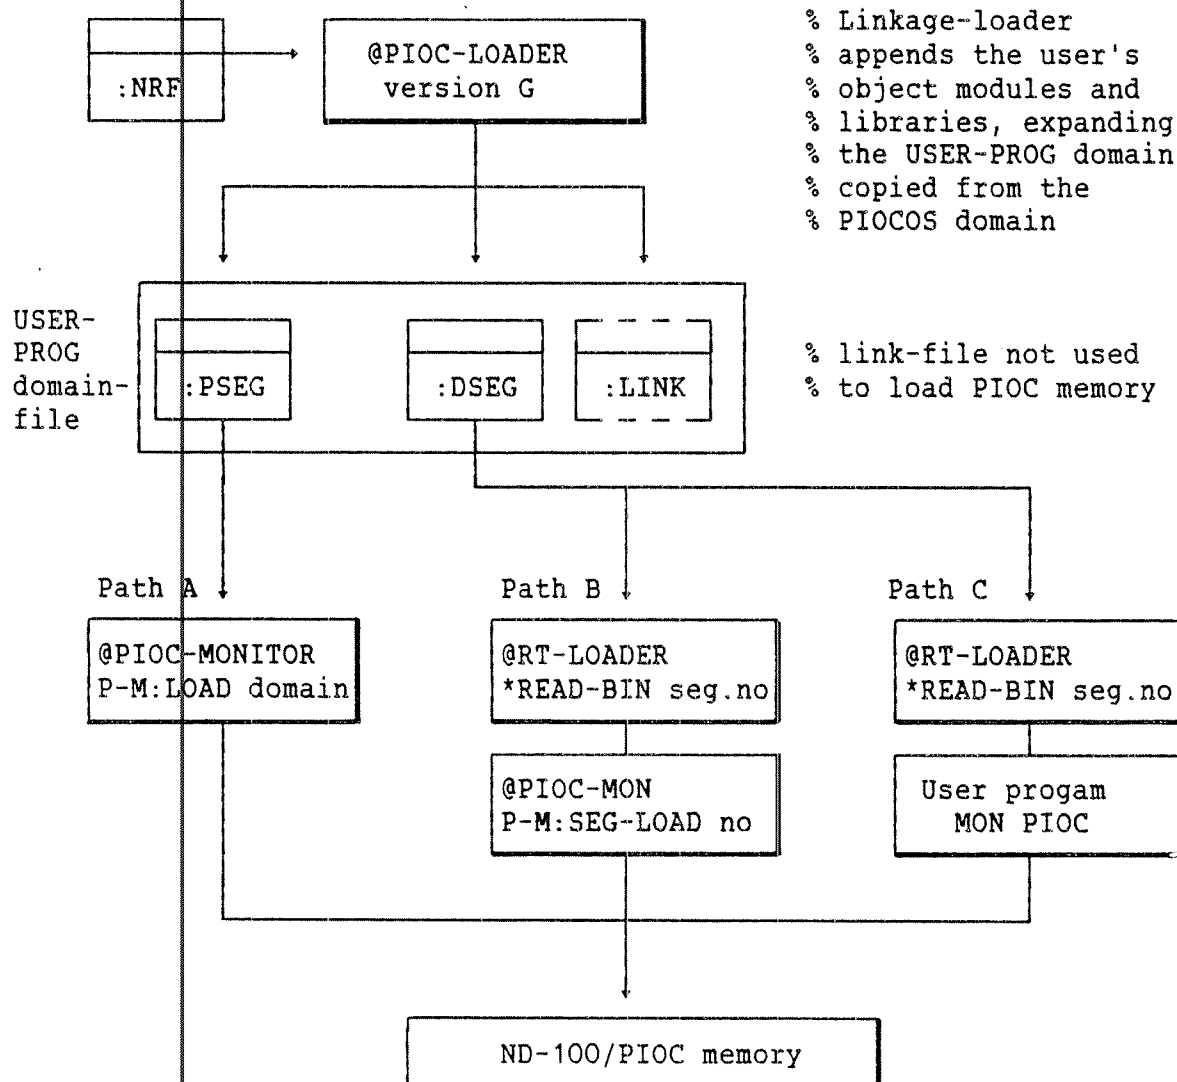 :NRF
@PIOC-LOADER
version G
% Linkage-loader
% appends the user's
% object modules and
% libraries, expanding
% the USER-PROG domain
% copied from the
% PIOCOS domain
USER-
PROG
domain-
file
:PSEG
:DSEG
:LINK
% link-file not used
% to load PIOC memory
Path A
Path B
Path C
@PIOC-MONITOR
P-M:LOAD domain
@RT-LOADER
*READ-BIN seg.no
@RT-LOADER
*READ-BIN seg.no
@PIOC-MON
P-M:SEG-LOAD no
User progam
MON PIOC
ND-100/PIOC memory